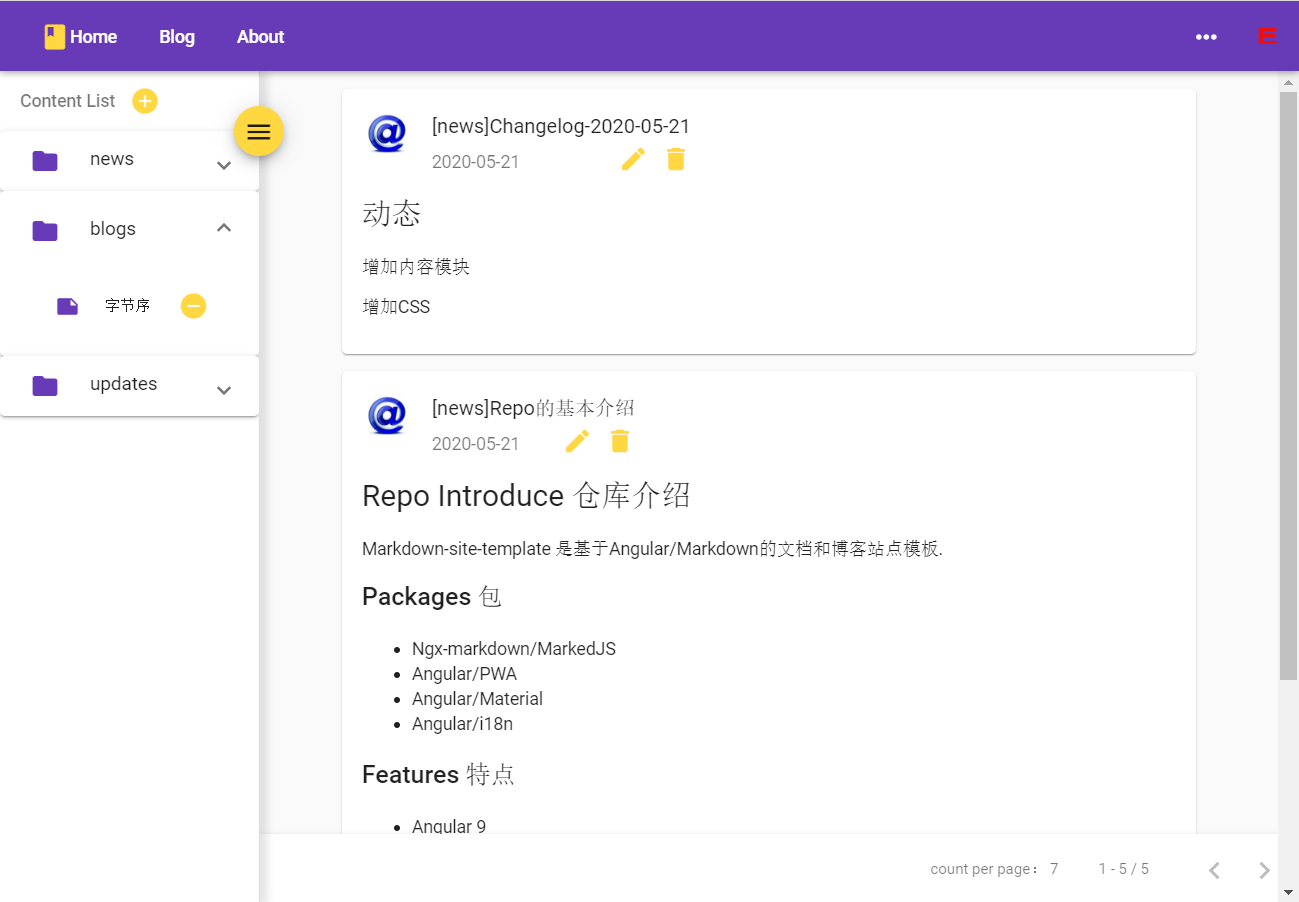 Home Blog About ••• E
Content List
news
blogs
字节序
updates
[news]Changelog-2020-05-21
2020-05-21
动态
增加内容模块
增加CSS
[news]Repo的基本介绍
2020-05-21
Repo Introduce 仓库介绍
Markdown-site-template 是基于Angular/Markdown的文档和博客站点模板.
Packages 包
• Ngx-markdown/MarkedJS
• Angular/PWA
• Angular/Material
• Angular/i18n
Features 特点
• Angular 9
count per page： 7 1 - 5 / 5